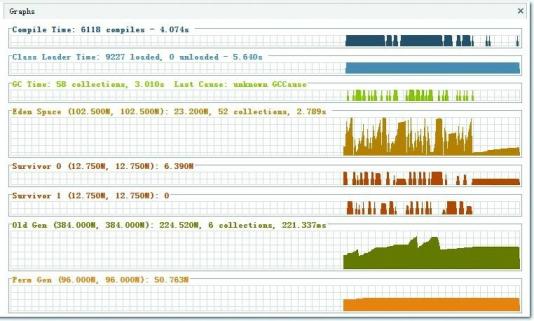 Graphs
Compile Time: 6118 compiles - 4.074s
Class Loader Time: 9227 loaded, 0 unloaded - 5.640s
GC Time: 58 collections, 3.010s Last Cause: unknown GCCause
Eden Space (102.500M, 102.500M): 23.200M, 52 collections, 2.789s
Survivor 0 (12.750M, 12.750M): 6.390M
Survivor 1 (12.750M, 12.750M): 0
Old Gen (384.000M, 384.000M): 224.520M, 6 collections, 221.337ms
Perm Gen (96.000M, 96.000M): 50.763M